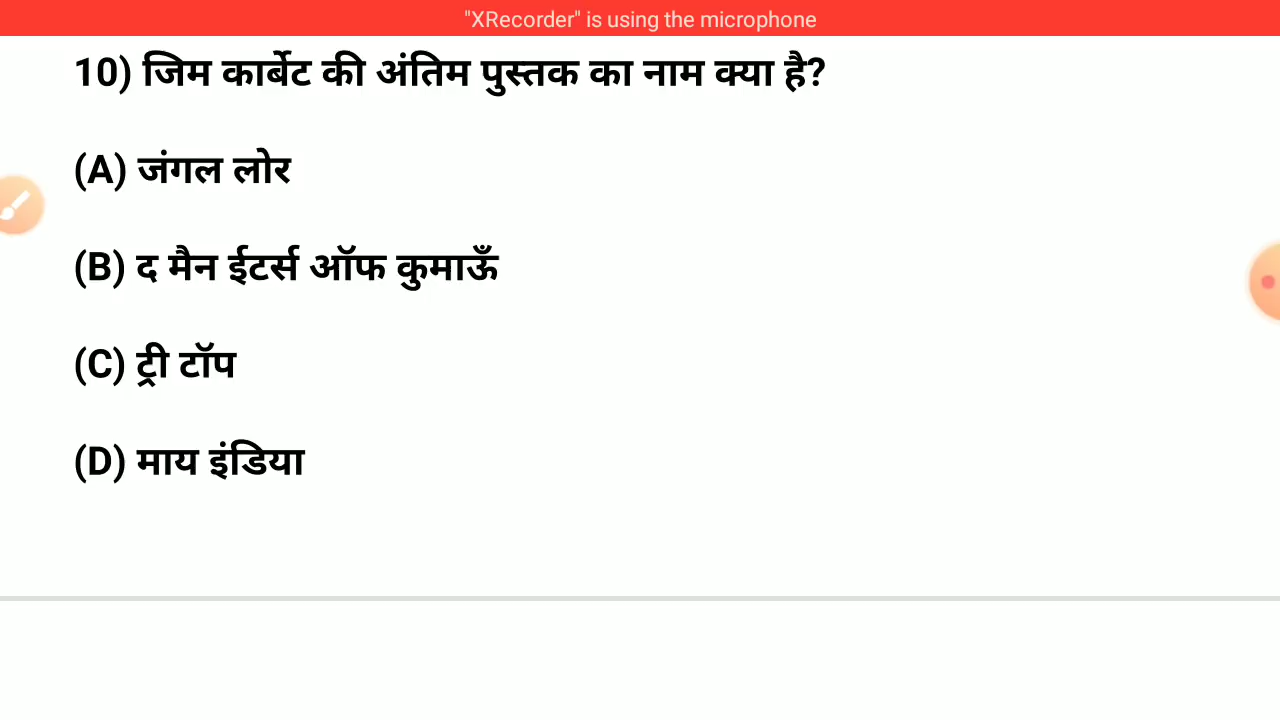 "XRecorder" is using the microphone
10) जिम कार्बेट की अंतिम पुस्तक का नाम क्या है?
(A) जंगल लोर
(B) द मैन ईटर्स ऑफ कुमाऊँ
(C) ट्री टॉप
(D) माय इंडिया